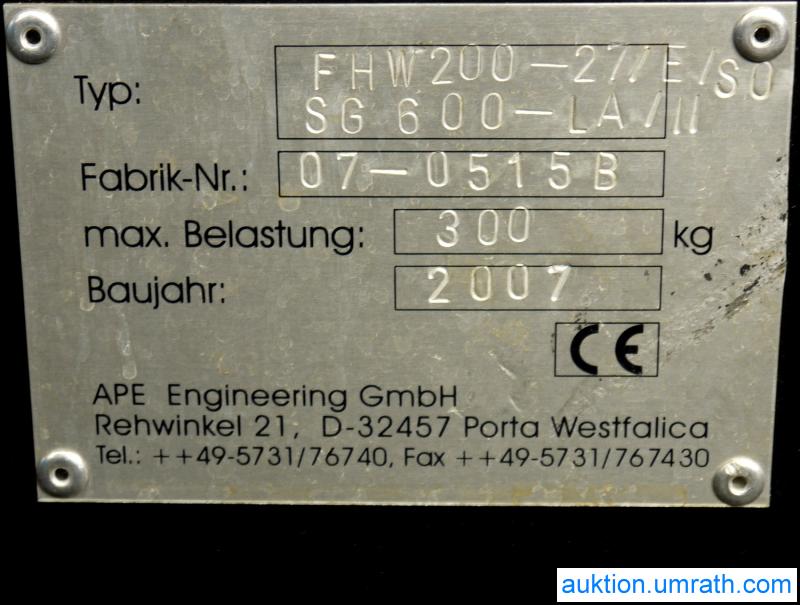 Typ: FHW200-27/E/SO
SG 600-LA/II
Fabrik-Nr.: 07-0515B
max. Belastung: 300 kg
Baujahr: 2007
CE
APE Engineering GmbH
Rehwinkel 21, D-32457 Porta Westfalica
Tel.: ++49-5731/76740, Fax ++49-5731/767430
auktion.umrath.com